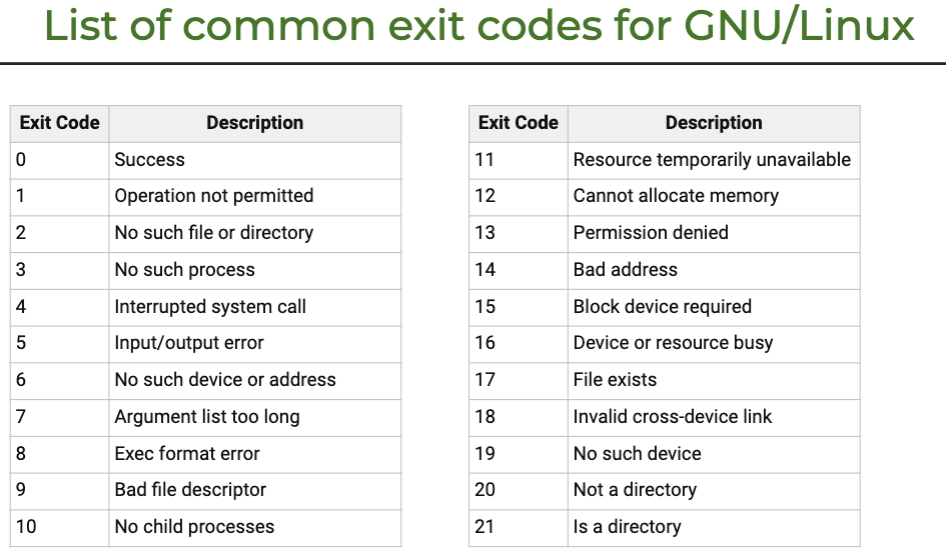 List of common exit codes for GNU/Linux
Exit Code Description
0 Success
1 Operation not permitted
2 No such file or directory
3 No such process
4 Interrupted system call
5 Input/output error
6 No such device or address
7 Argument list too long
8 Exec format error
9 Bad file descriptor
10 No child processes
Exit Code Description
11 Resource temporarily unavailable
12 Cannot allocate memory
13 Permission denied
14 Bad address
15 Block device required
16 Device or resource busy
17 File exists
18 Invalid cross-device link
19 No such device
20 Not a directory
21 Is a directory